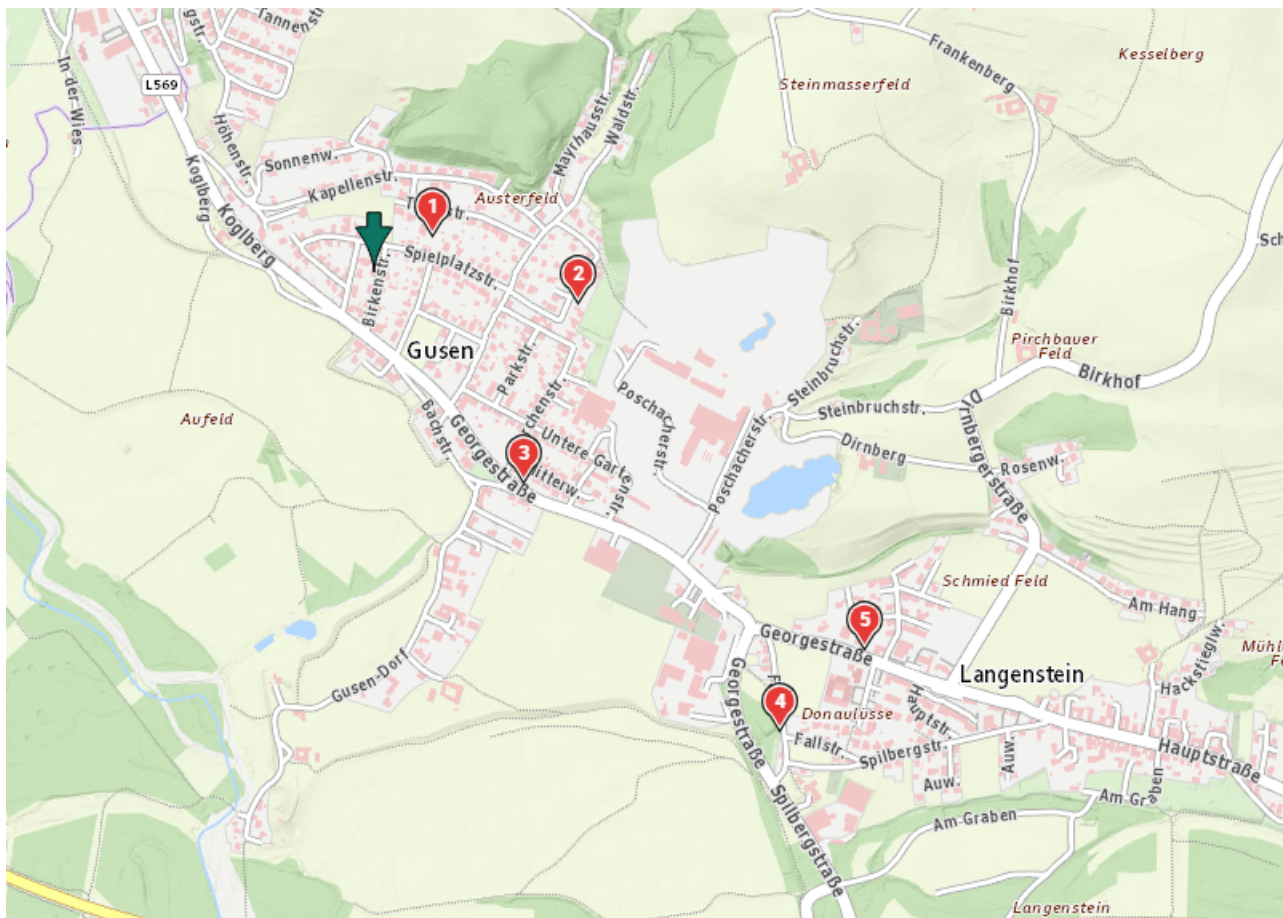 Tannenstr.
Frankenberg
Kesselberg
In der Wies
L569
Steinmasserfeld
Höhenstr.
Mayrhausstr.
Waldstr.
Sonnenw.
Kapellenstr.
Koglberg
Koglberg
Austerfeld
1
Birkenstr.
Spielplatzstr.
2
Birkhof
Gusen
Parkstr.
Steinbruchstr.
Pirchbauer
Feld
Birkhof
Aufeld
Bachstr.
Georgestraße
Untere Gartenstr.
Poschacherstr.
Poschacherstr.
Steinbruchstr.
Dirnberg
Dirnbergerstraße
Rosenw.
3
Schmied Feld
Am Hang
5
Georgestraße
Langenstein
Hackstieglw.
Gusen-Dorf
Georgestraße
4
Donaulüsse
Hauptstr.
Fallstr.
Spilbergstr.
Auw.
Auw.
Hauptstraße
Spilbergstraße
Am Graben
Am Graben
Langenstein